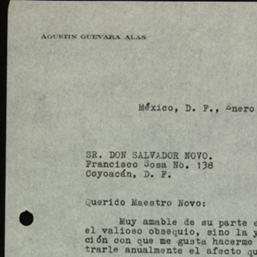 AGUSTIN GUEVARA ALAS
México, D. F., Enero
SR. DON SALVADOR NOVO.
Francisco Sosa No. 138
Coyoacán, D. F.
Querido Maestro Novo:
Muy amable de su parte e
el valioso obsequio, sino la y
ción con que me gusta hacerme
trarle anualmente el afecto qu